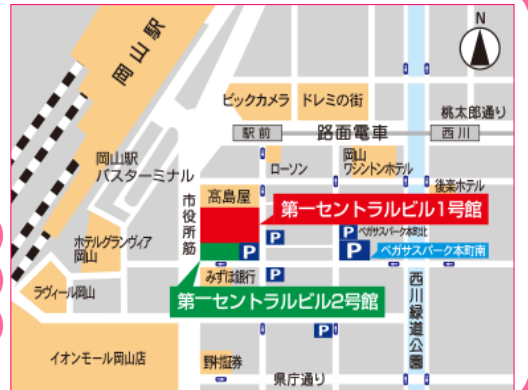 N
岡山駅
ビックカメラ
ドレミの街
桃太郎通り
駅前
路面電車
西川
岡山駅
バスターミナル
ローソン
岡山
ワシントンホテル
後楽ホテル
市役所筋
髙島屋
第一セントラルビル1号館
P
P
P
ペガサスパーク本町北
P
ペガサスパーク本町南
ホテルグランヴィア
岡山
みずほ銀行
P
ラヴィール岡山
第一セントラルビル2号館
西川緑道公園
P
イオンモール岡山店
野村証券
県庁通り